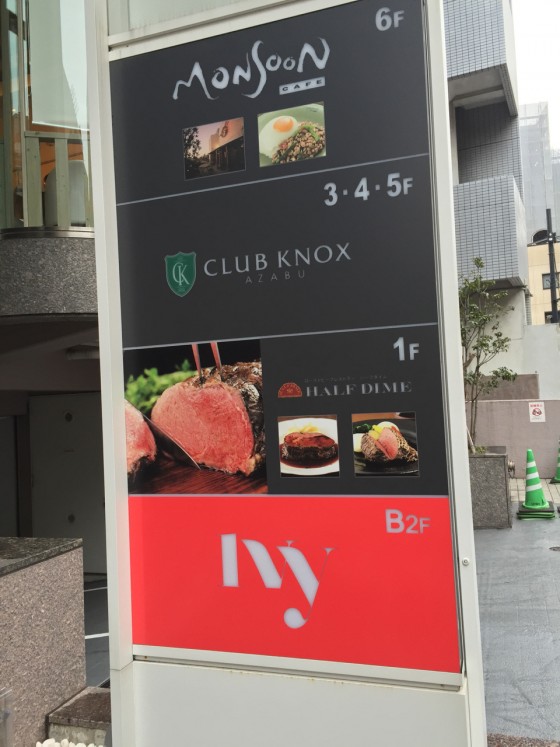 6F
MONSOON
CAFE
3・4・5F
CK
CLUB KNOX
AZABU
1F
HALF DIME
B2F
Ivy